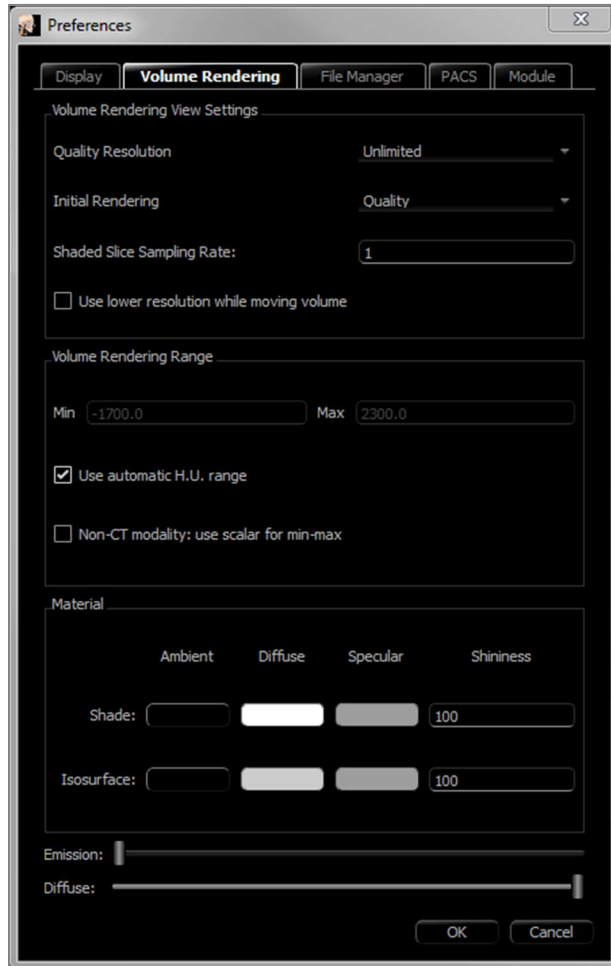 Preferences
Display Volume Rendering File Manager PACS Module
Volume Rendering View Settings
Quality Resolution Unlimited
Initial Rendering Quality
Shaded Slice Sampling Rate: 1
Use lower resolution while moving volume
Volume Rendering Range
Min -1700.0 Max 2300.0
Use automatic H.U. range
Non-CT modality: use scalar for min-max
Material
Ambient Diffuse Specular Shininess
Shade: 100
Isosurface: 100
Emission:
Diffuse:
OK Cancel